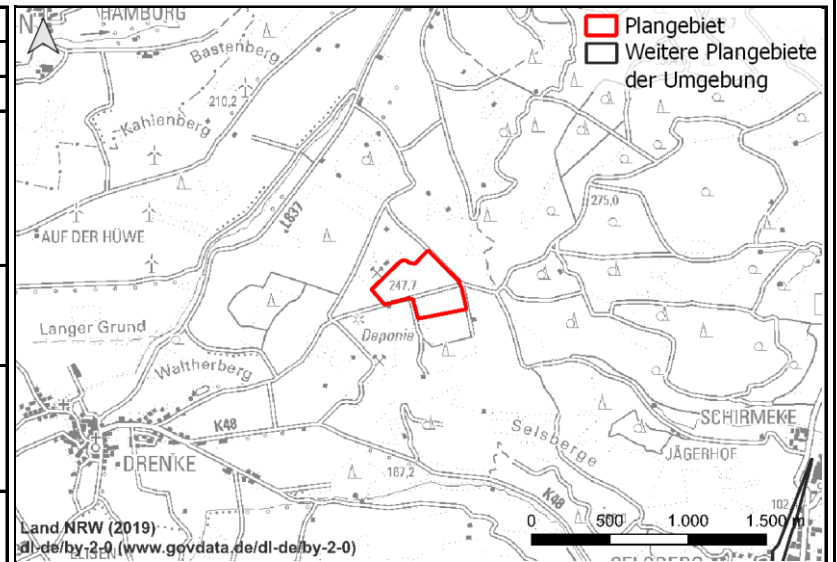 N
HAMBURG
Plangebiet
Weitere Plangebiete
der Umgebung
Bastenberg
210,2
Kahlenberg
275,0
L837
AUF DER HÜWE
247,7
Langer Grund
Deponie
Waltherberg
SCHIRMEKE
K48
Selsberge
JÄGERHOF
DRENKE
167,2
K48
102
Land NRW (2019)
0 500 1.000 1.500 m
dl-de/by-2-0 (www.govdata.de/dl-de/by-2-0)